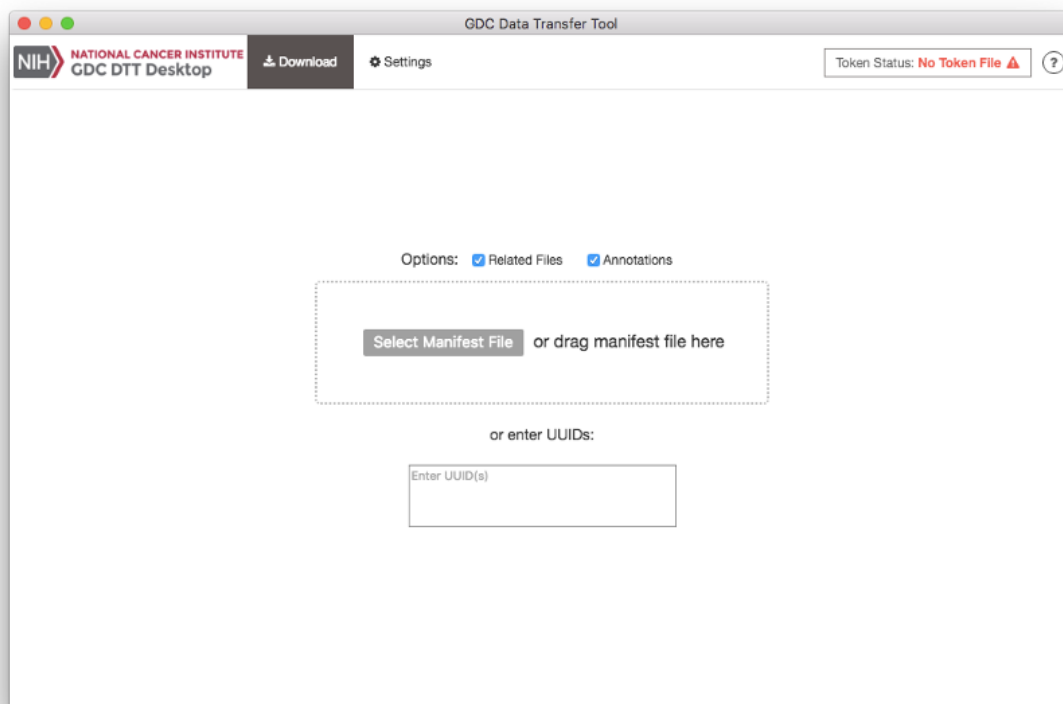 GDC Data Transfer Tool
NIH NATIONAL CANCER INSTITUTE
GDC DTT Desktop
Download
Settings
Token Status: No Token File
?
Options: Related Files Annotations
Select Manifest File or drag manifest file here
or enter UUIDs:
Enter UUID(s)